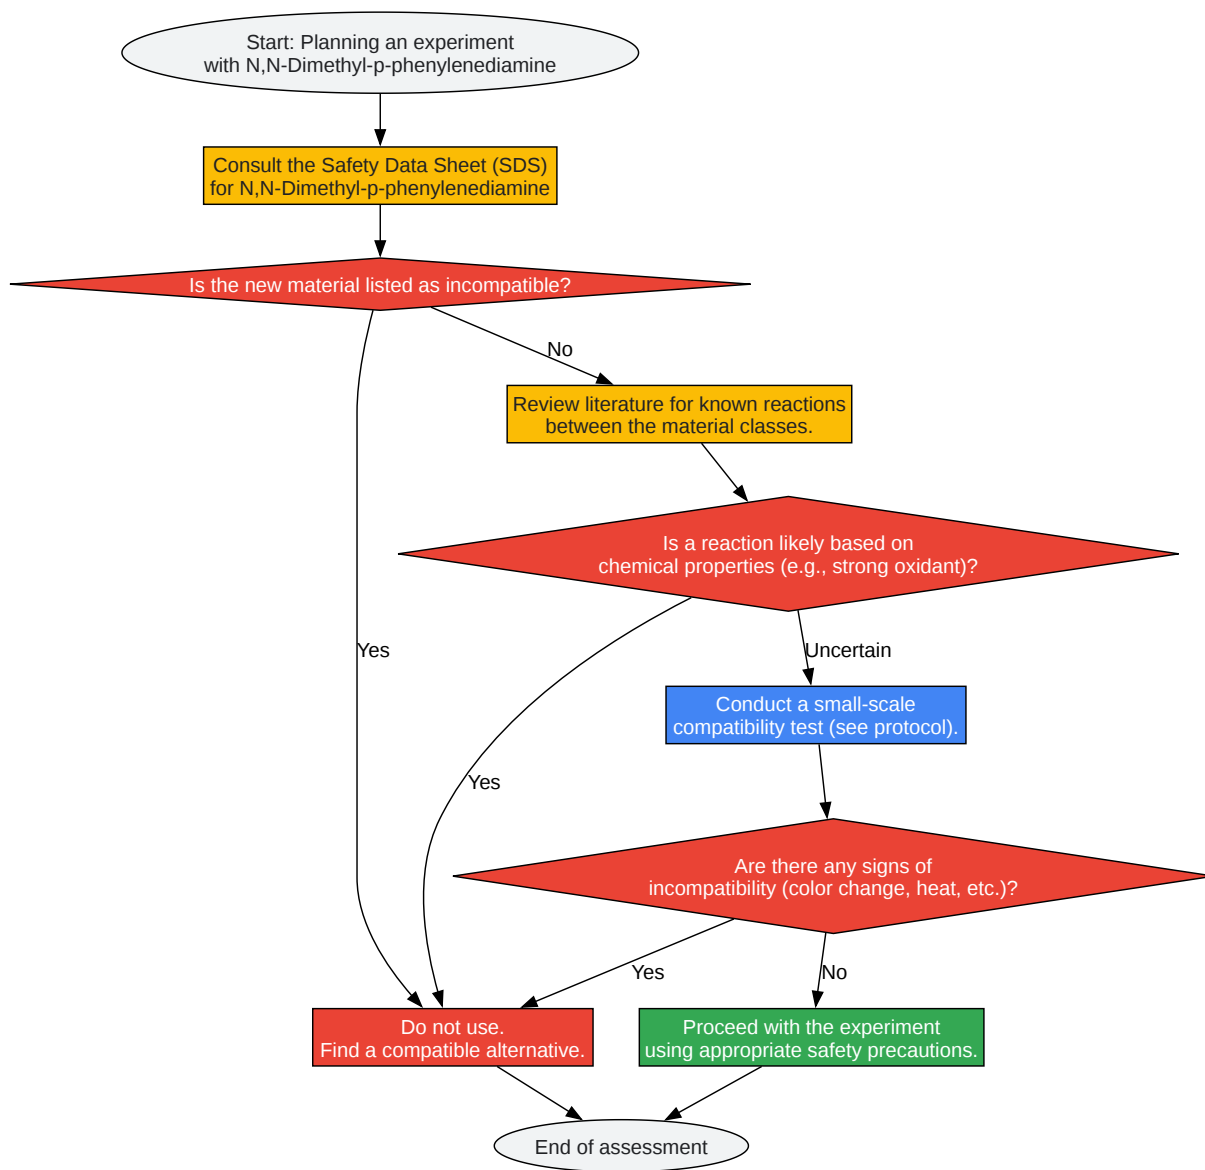 Start: Planning an experiment
with N,N-Dimethyl-p-phenylenediamine
Consult the Safety Data Sheet (SDS)
for N,N-Dimethyl-p-phenylenediamine
Is the new material listed as incompatible?
No
Review literature for known reactions
between the material classes.
Is a reaction likely based on
chemical properties (e.g., strong oxidant)?
Yes
Uncertain
Conduct a small-scale
compatibility test (see protocol).
Yes
Are there any signs of
incompatibility (color change, heat, etc.)?
Yes
No
Do not use.
Find a compatible alternative.
Proceed with the experiment
using appropriate safety precautions.
End of assessment